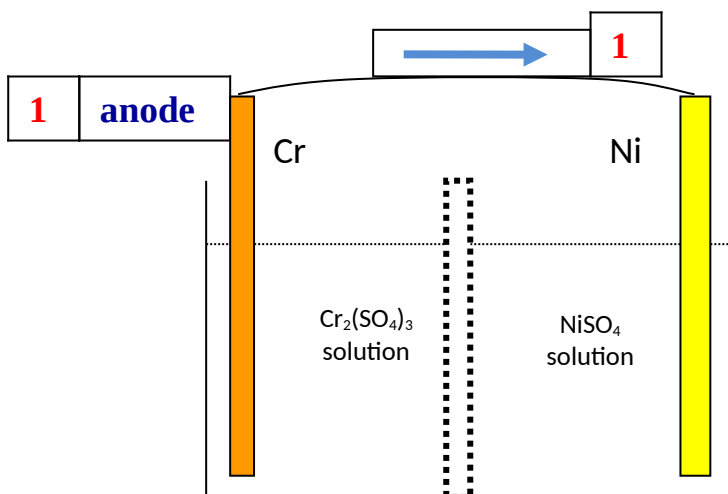 1
1 anode
Cr
Ni
Cr₂(SO₄)₃
solution
NiSO₄
solution